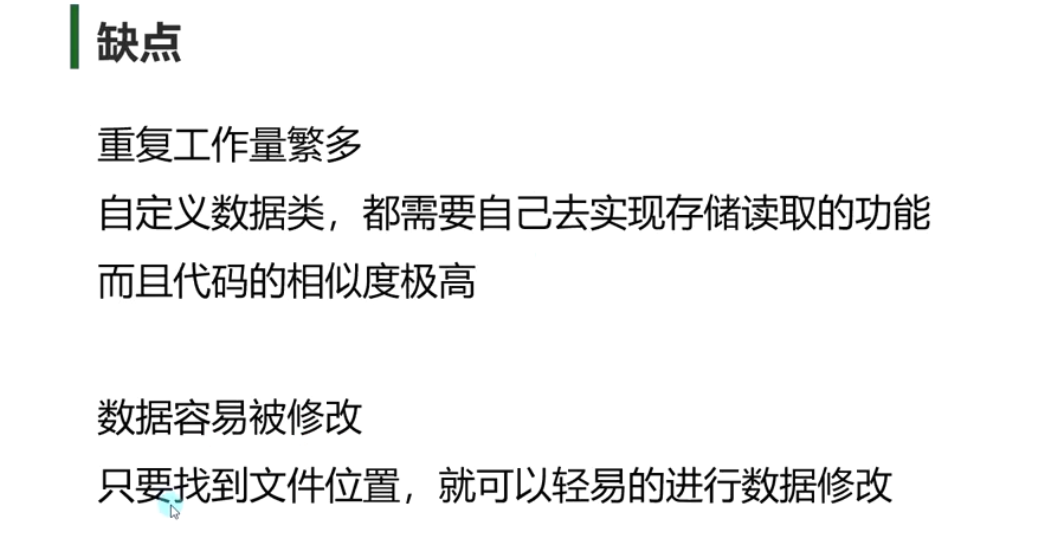 缺点
重复工作量繁多
自定义数据类，都需要自己去实现存储读取的功能
而且代码的相似度极高
数据容易被修改
只要找到文件位置，就可以轻易的进行数据修改